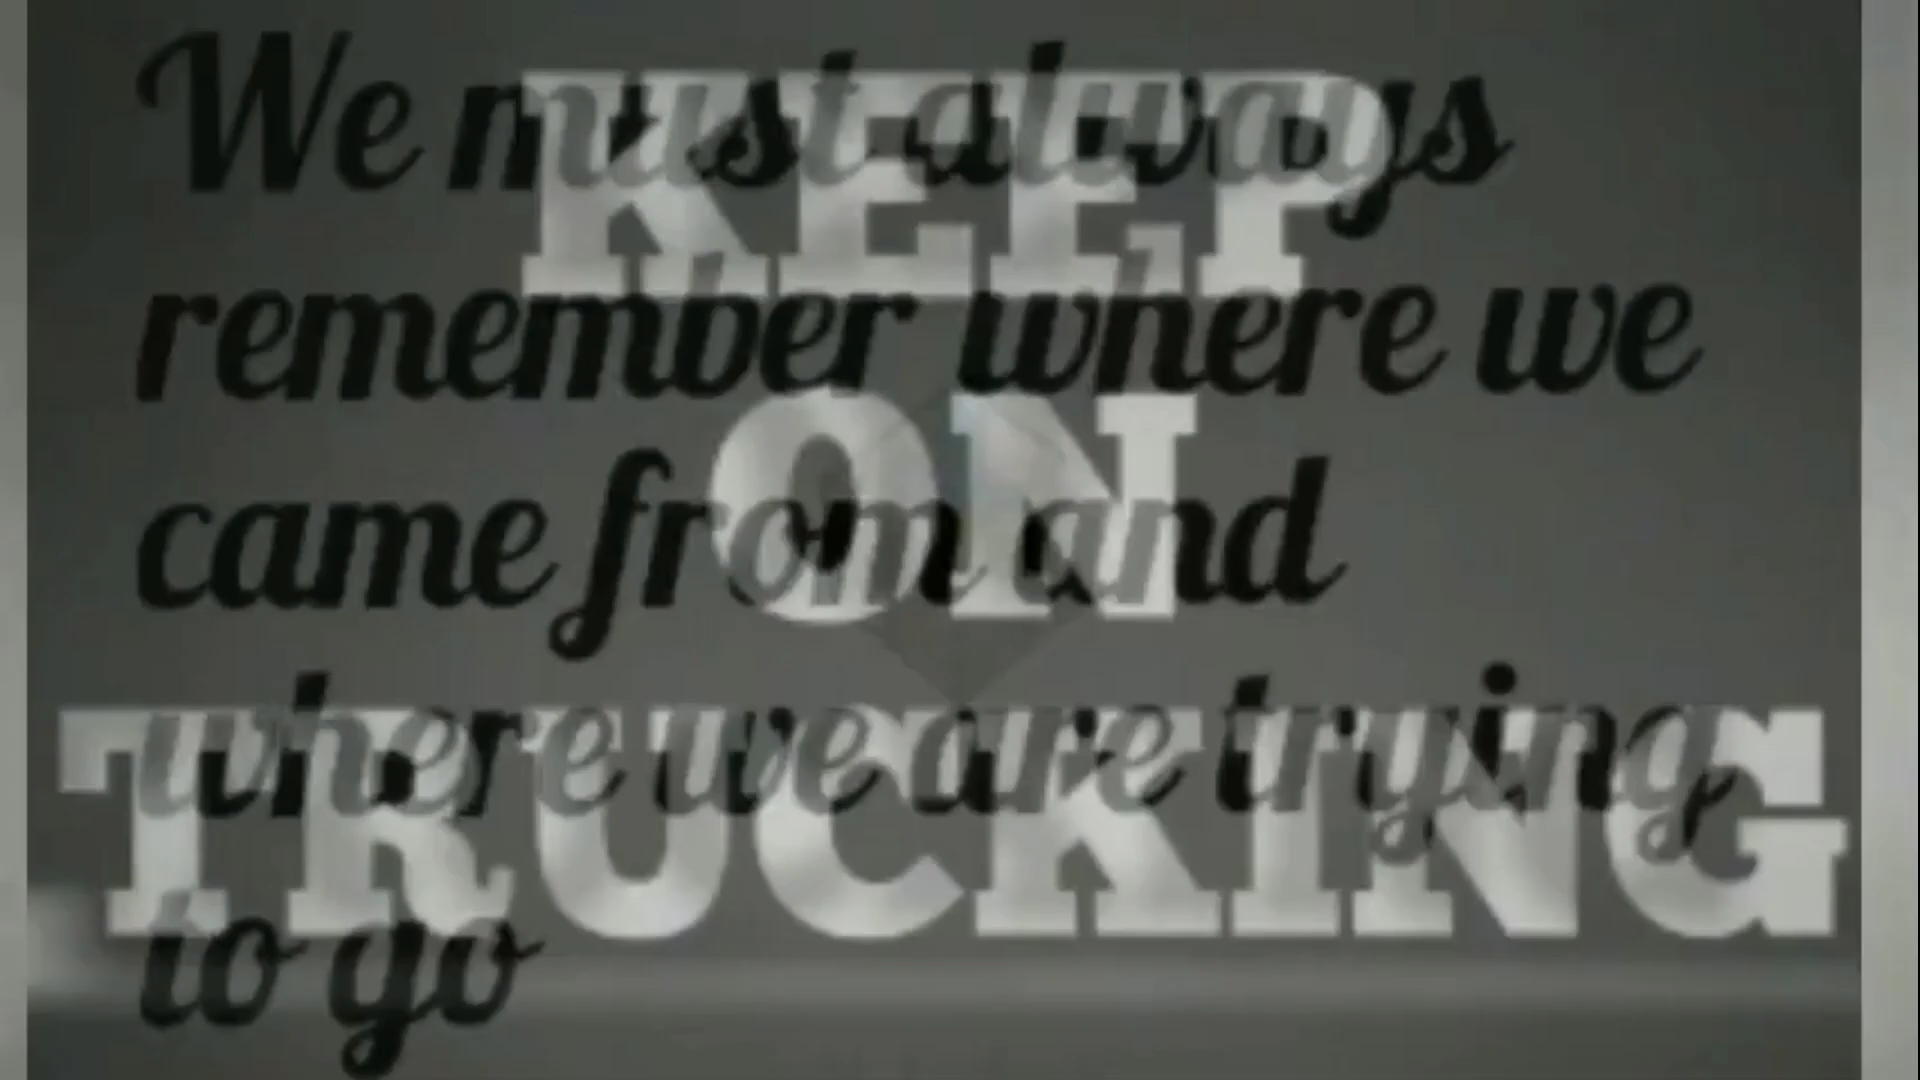 We must always
remember where we
came from and
where we are trying
to go
KEEP
ON
TRUCKING